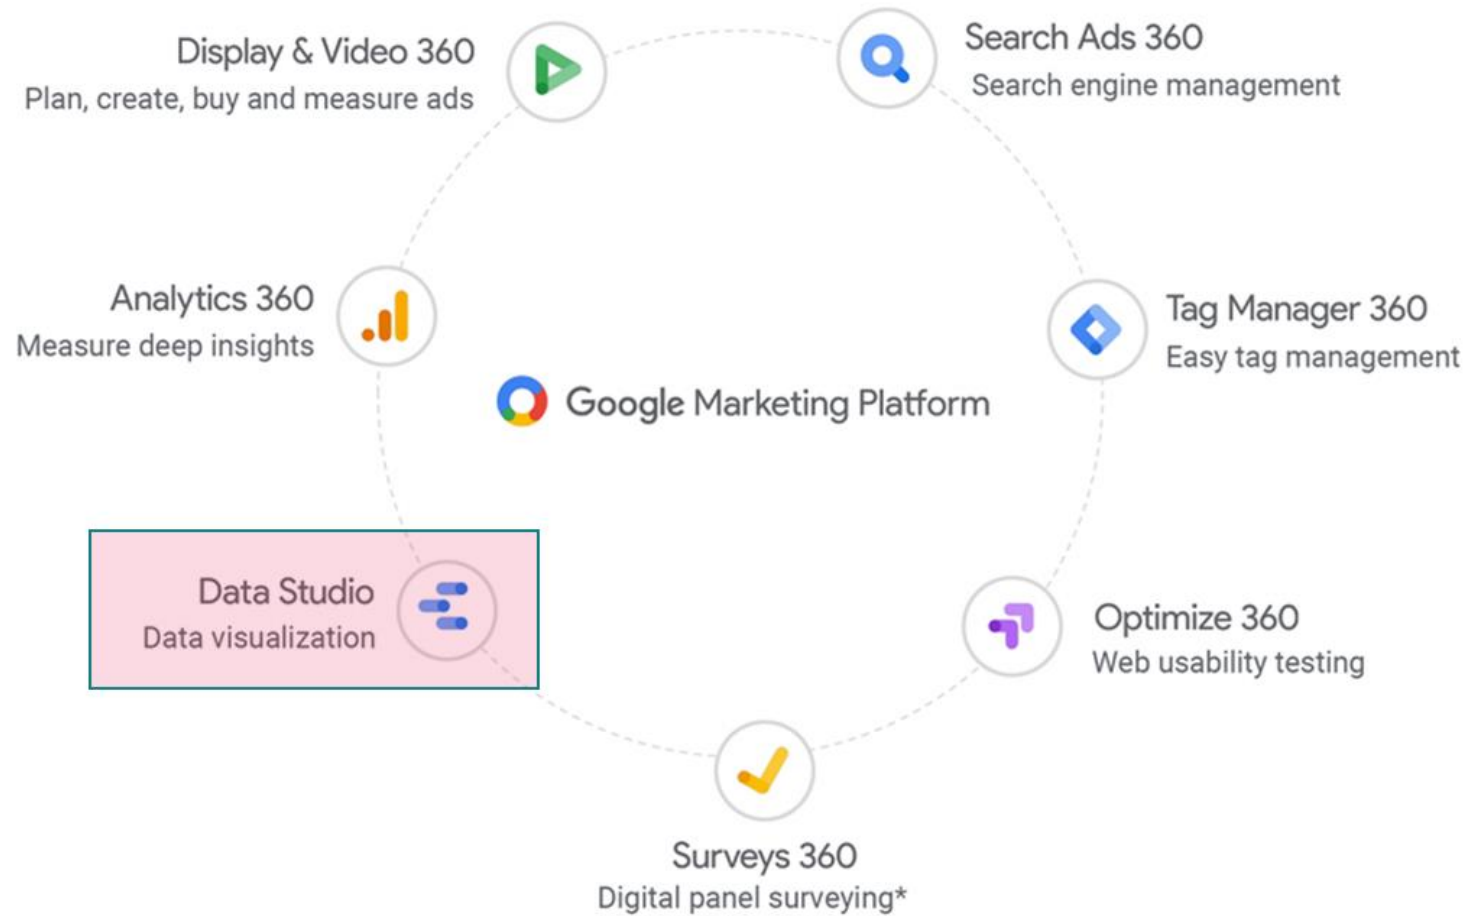 Display & Video 360
Plan, create, buy and measure ads
Search Ads 360
Search engine management
Analytics 360
Measure deep insights
Tag Manager 360
Easy tag management
Google Marketing Platform
Data Studio
Data visualization
Optimize 360
Web usability testing
Surveys 360
Digital panel surveying*